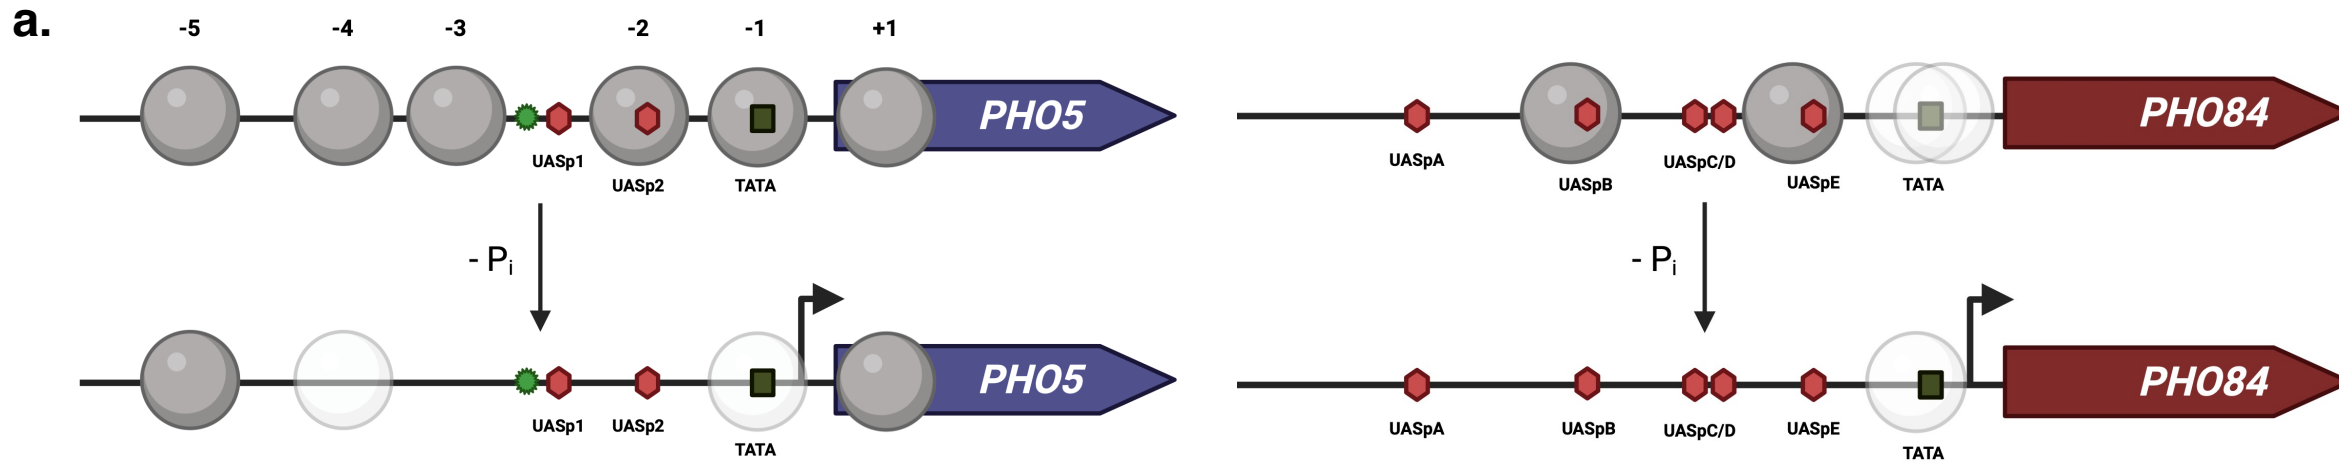 a.
-5 -4 -3 -2 -1 +1
PHO5
UASp1
UASp2 TATA
- Pi
PHO5
UASp1 UASp2
TATA
PHO84
UASpA UASpC/D
UASpB UASpE TATA
- Pi
PHO84
UASpA UASpB UASpC/D UASpE
TATA